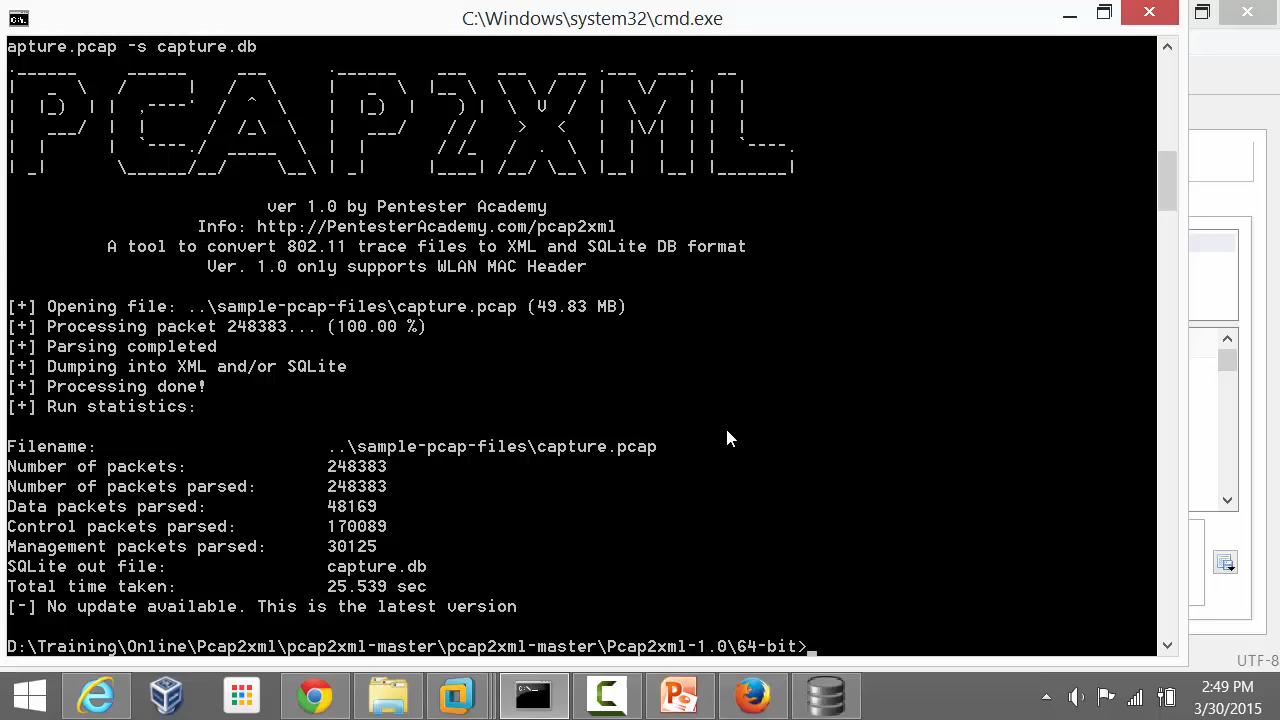 C:\Windows\system32\cmd.exe
apture.pcap -s capture.db
PCAP2XML
ver 1.0 by Pentester Academy
Info: http://PentesterAcademy.com/pcap2xml
A tool to convert 802.11 trace files to XML and SQLite DB format
Ver. 1.0 only supports WLAN MAC Header
[+] Opening file: ..\sample-pcap-files\capture.pcap (49.83 MB)
[+] Processing packet 248383... (100.00 %)
[+] Parsing completed
[+] Dumping into XML and/or SQLite
[+] Processing done!
[+] Run statistics:
Filename: ..\sample-pcap-files\capture.pcap
Number of packets: 248383
Number of packets parsed: 248383
Data packets parsed: 48169
Control packets parsed: 170089
Management packets parsed: 30125
SQLite out file: capture.db
Total time taken: 25.539 sec
[-] No update available. This is the latest version
D:\Training\Online\Pcap2xml\pcap2xml-master\pcap2xml-master\Pcap2xml-1.0\64-bit>
UTF-8
2:49 PM
3/30/2015